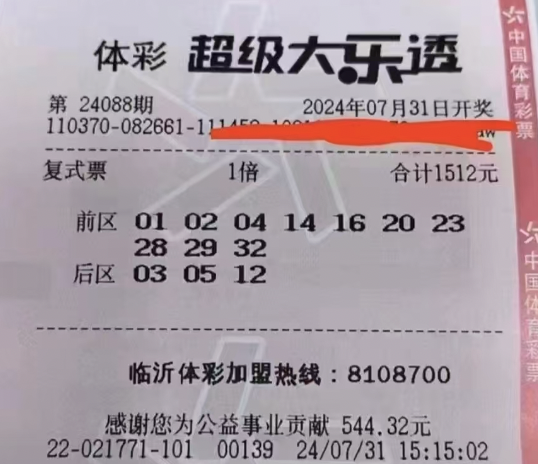 体彩 超级大乐透
第 24088期 2024年07月31日开奖
110370-082661-
复式票 1倍 合计1512元
前区 01 02 04 14 16 20 23
28 29 32
后区 03 05 12
临沂体彩加盟热线：8108700
感谢您为公益事业贡献 544.32元
22-021771-101 00139 24/07/31 15:15:02
中国体育彩票
中国体育彩票